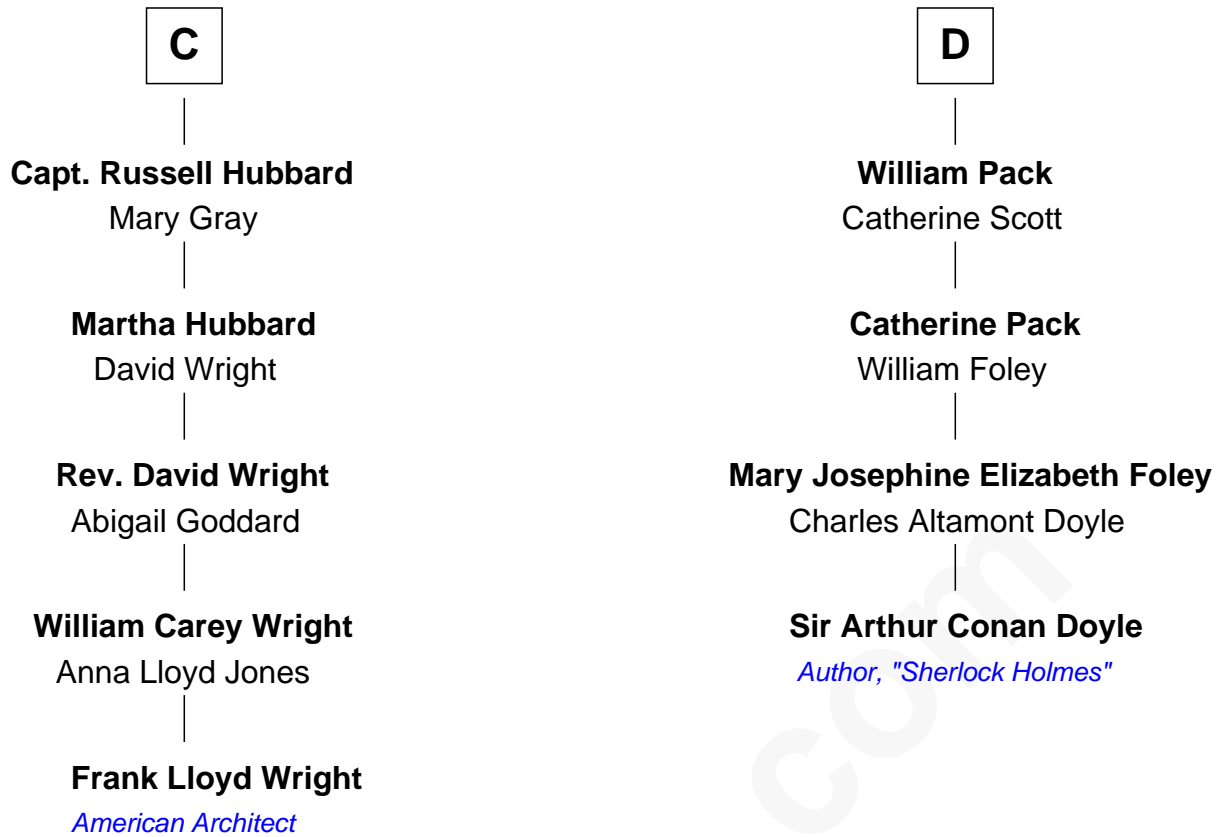 C
Capt. Russell Hubbard
Mary Gray
Martha Hubbard
David Wright
Rev. David Wright
Abigail Goddard
William Carey Wright
Anna Lloyd Jones
Frank Lloyd Wright
American Architect
D
William Pack
Catherine Scott
Catherine Pack
William Foley
Mary Josephine Elizabeth Foley
Charles Altamont Doyle
Sir Arthur Conan Doyle
Author, "Sherlock Holmes"
com